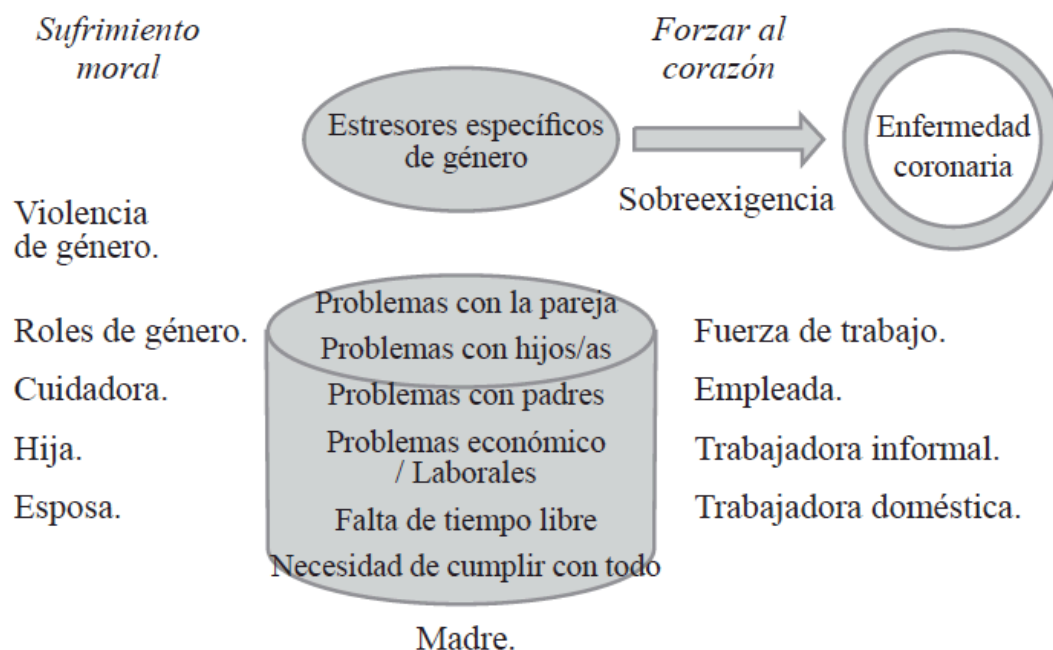 Sufrimiento
moral
Forzar al
corazón
Estresores específicos
de género
Enfermedad
coronaria
Sobreexigencia
Violencia
de género.
Problemas con la pareja
Roles de género.
Fuerza de trabajo.
Problemas con hijos/as
Cuidadora.
Problemas con padres
Empleada.
Hija.
Problemas económico
/ Laborales
Trabajadora informal.
Esposa.
Falta de tiempo libre
Trabajadora doméstica.
Necesidad de cumplir con todo
Madre.